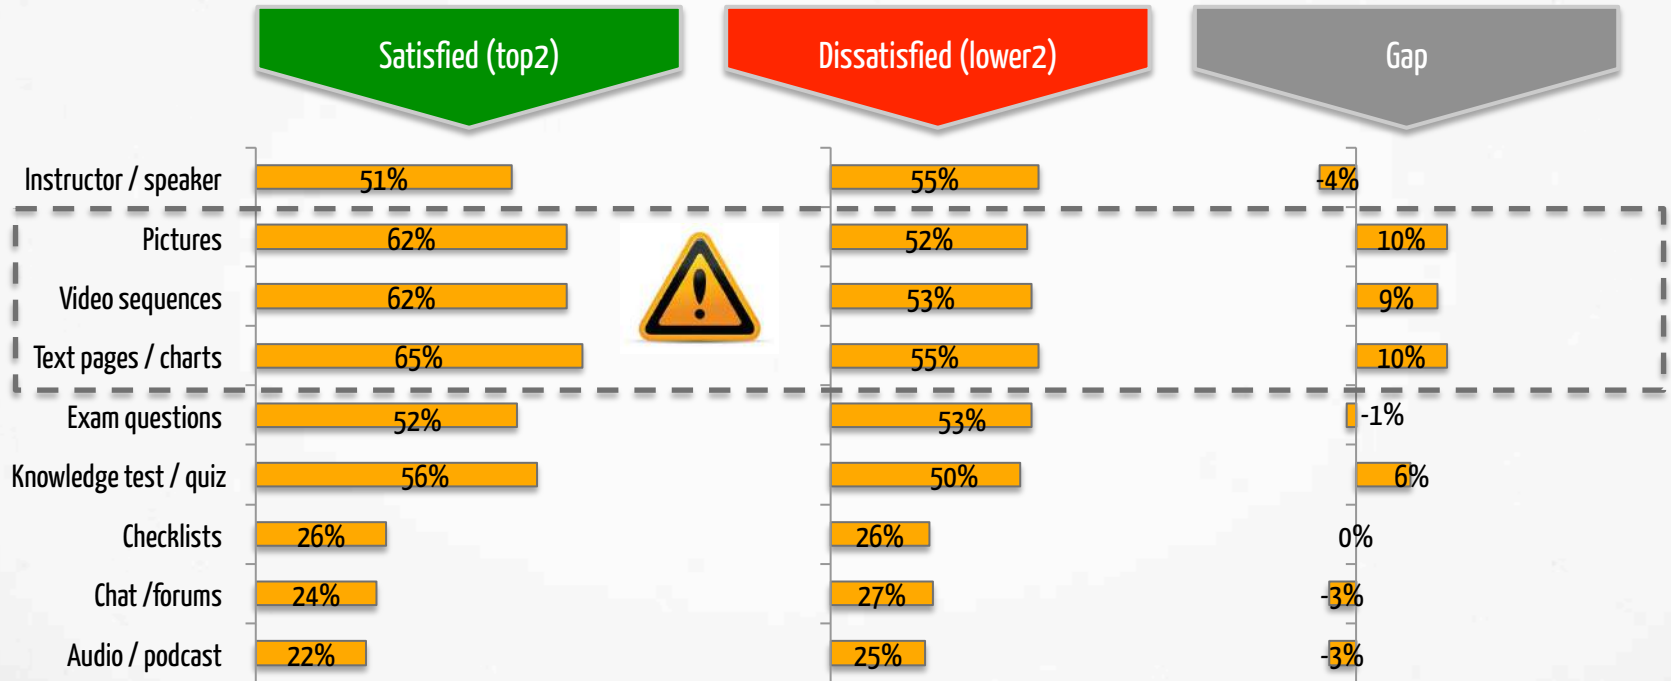 Satisfied (top2) Dissatisfied (lower2) Gap
Instructor / speaker 51% 55% -4%
Pictures 62% 52% 10%
Video sequences 62% 53% 9%
Text pages / charts 65% 55% 10%
Exam questions 52% 53% -1%
Knowledge test / quiz 56% 50% 6%
Checklists 26% 26% 0%
Chat /forums 24% 27% -3%
Audio / podcast 22% 25% -3%